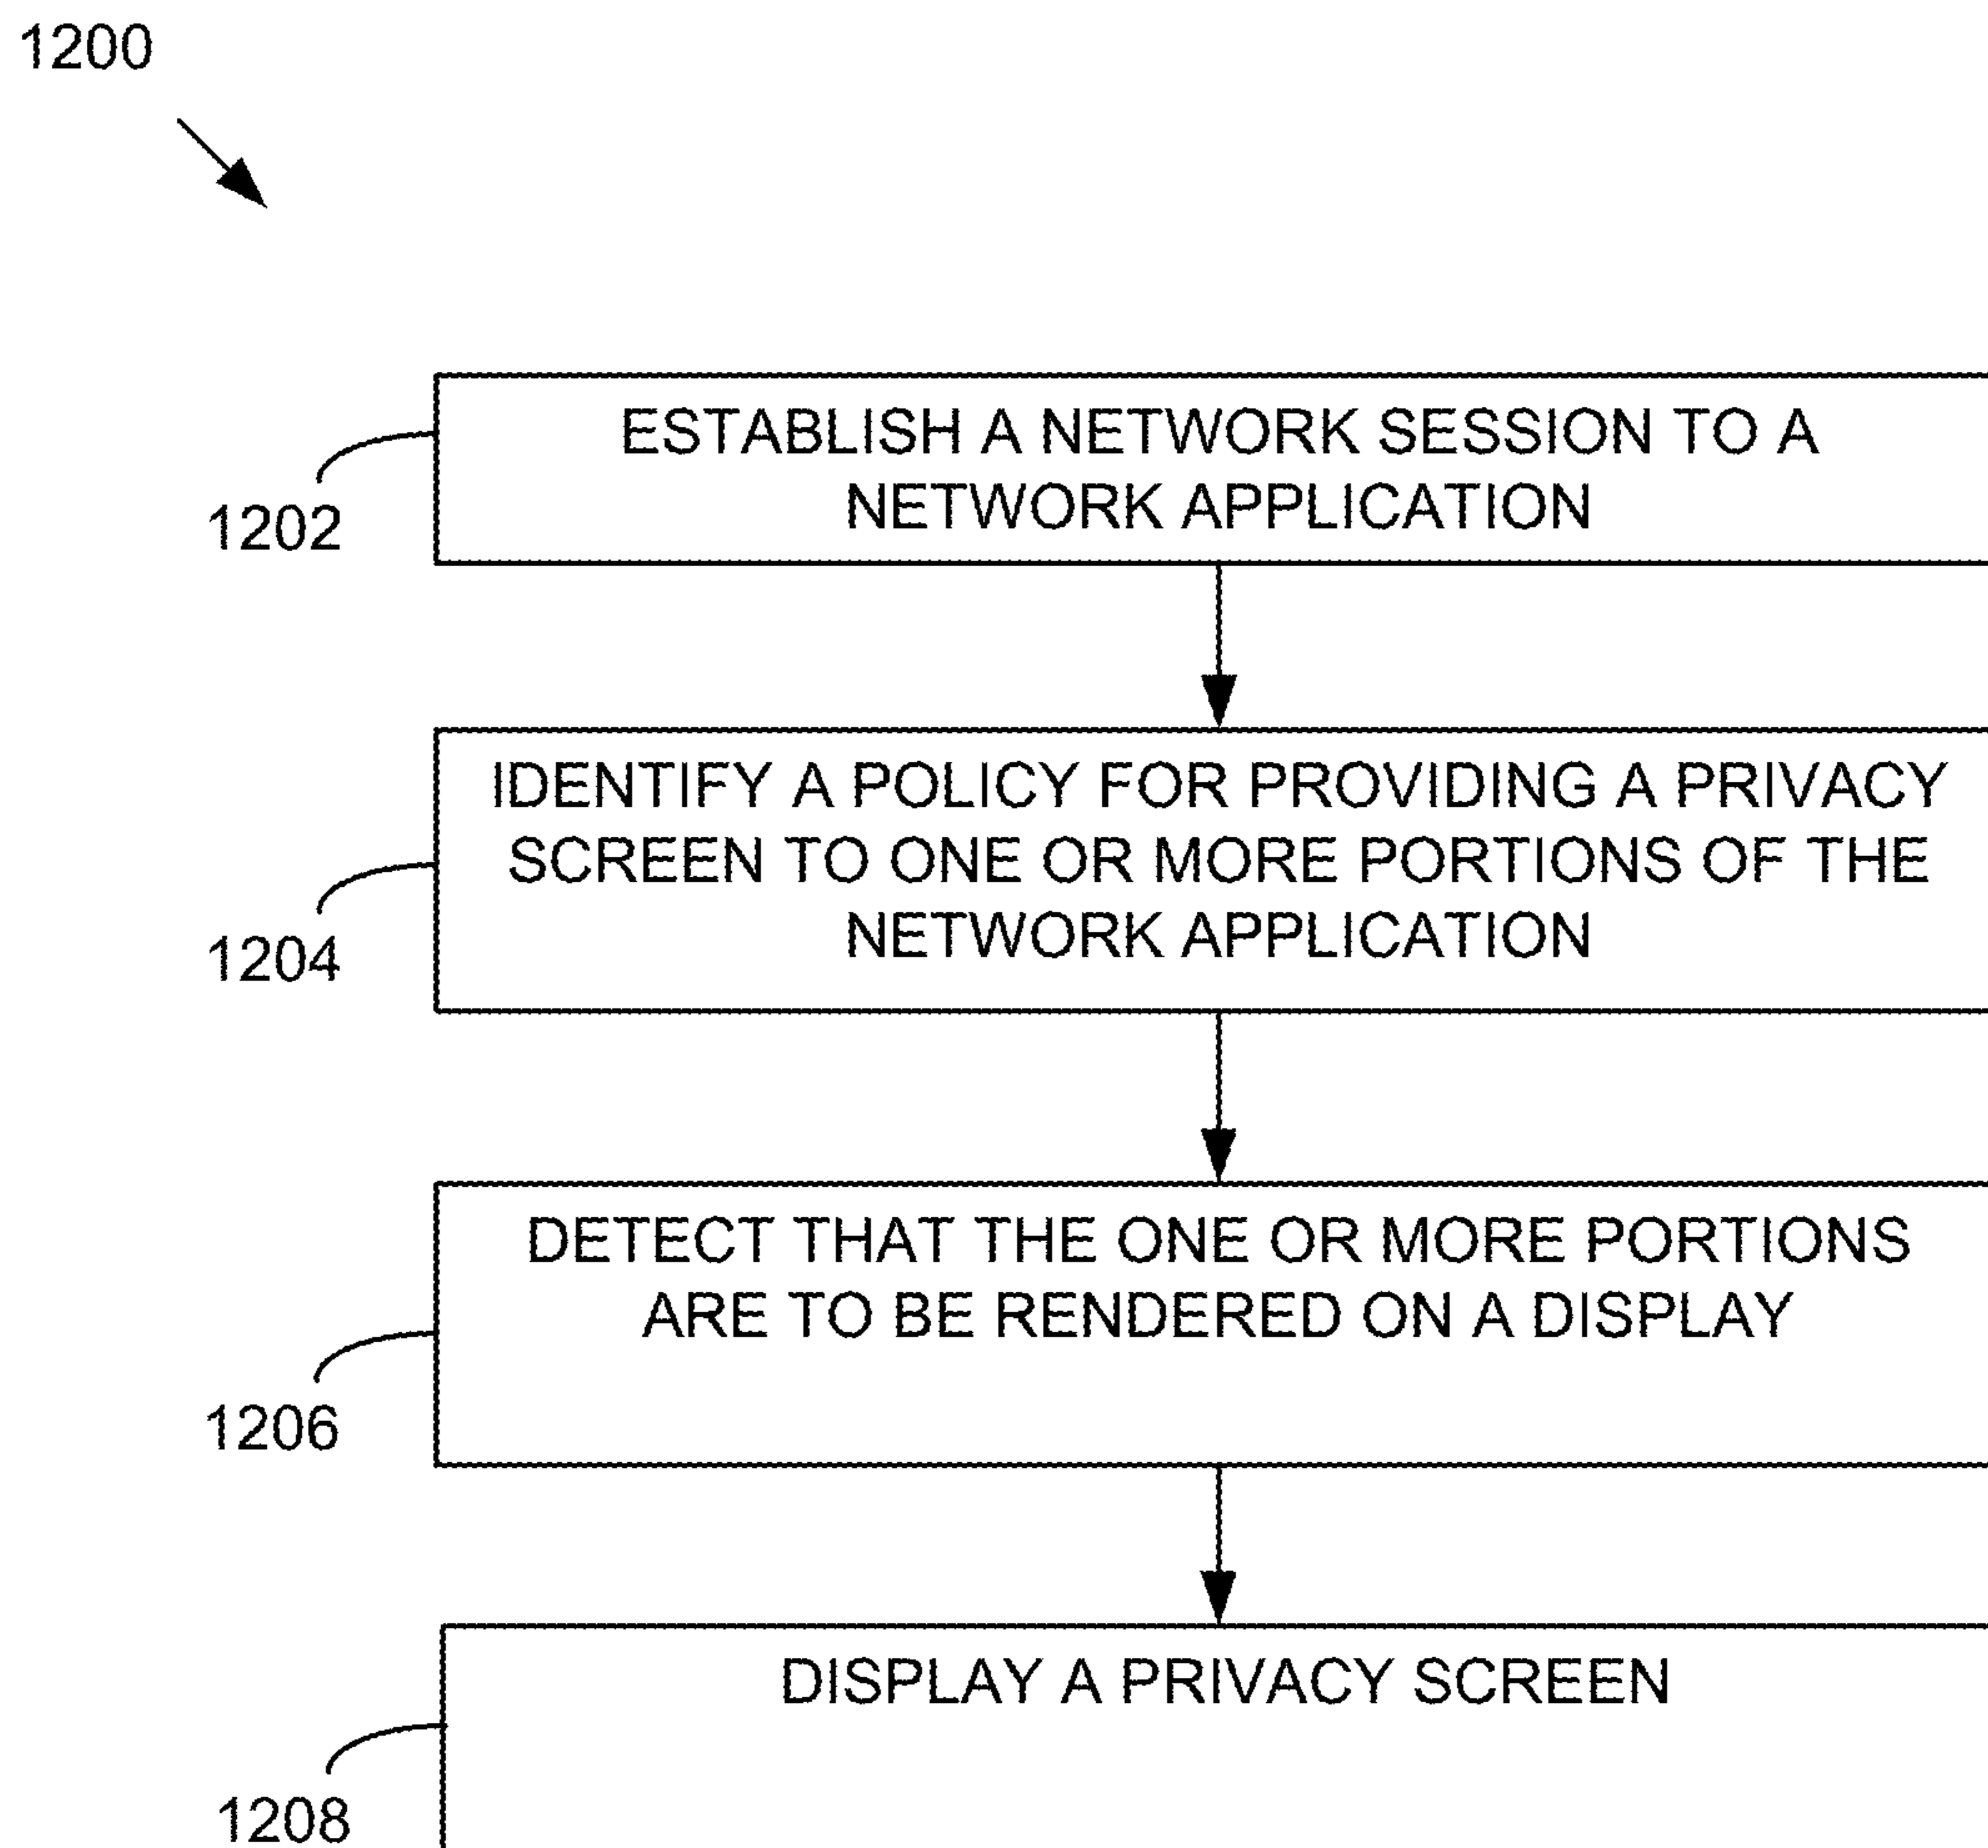 1200
ESTABLISH A NETWORK SESSION TO A
NETWORK APPLICATION
1202
IDENTIFY A POLICY FOR PROVIDING A PRIVACY
SCREEN TO ONE OR MORE PORTIONS OF THE
NETWORK APPLICATION
1204
DETECT THAT THE ONE OR MORE PORTIONS
ARE TO BE RENDERED ON A DISPLAY
1206
DISPLAY A PRIVACY SCREEN
1208